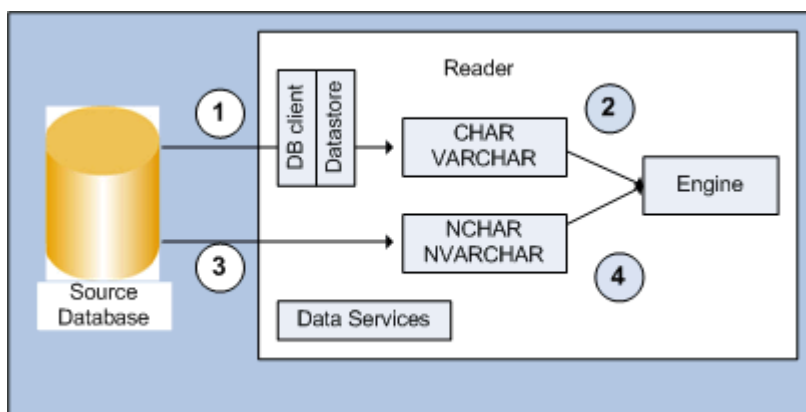 Reader
1
DB client
Datastore
2
CHAR
VARCHAR
Engine
3
NCHAR
NVARCHAR
4
Source
Database
Data Services